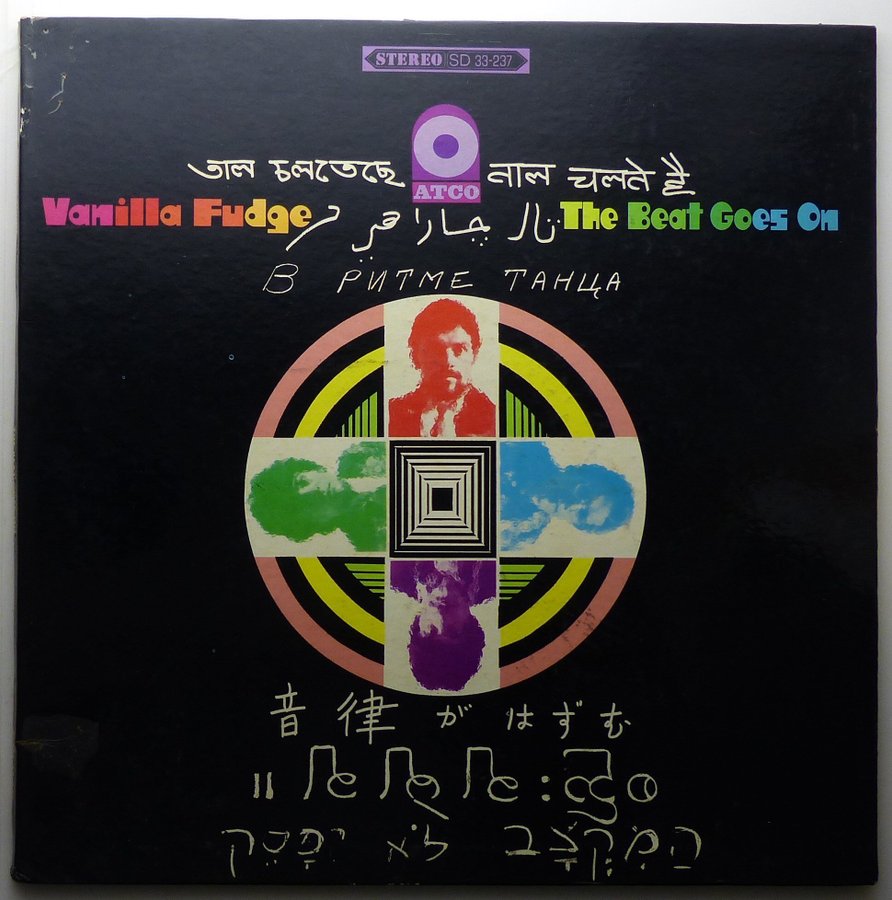 STEREO SD 33-237
তাল চলতেছে ATCO ताल चलते है
Vanilla Fudge The Beat Goes On
В РИТМЕ ТАНЦА
音律がはずむ
הַמִּקְצָב לֹא יִפָּסֵק